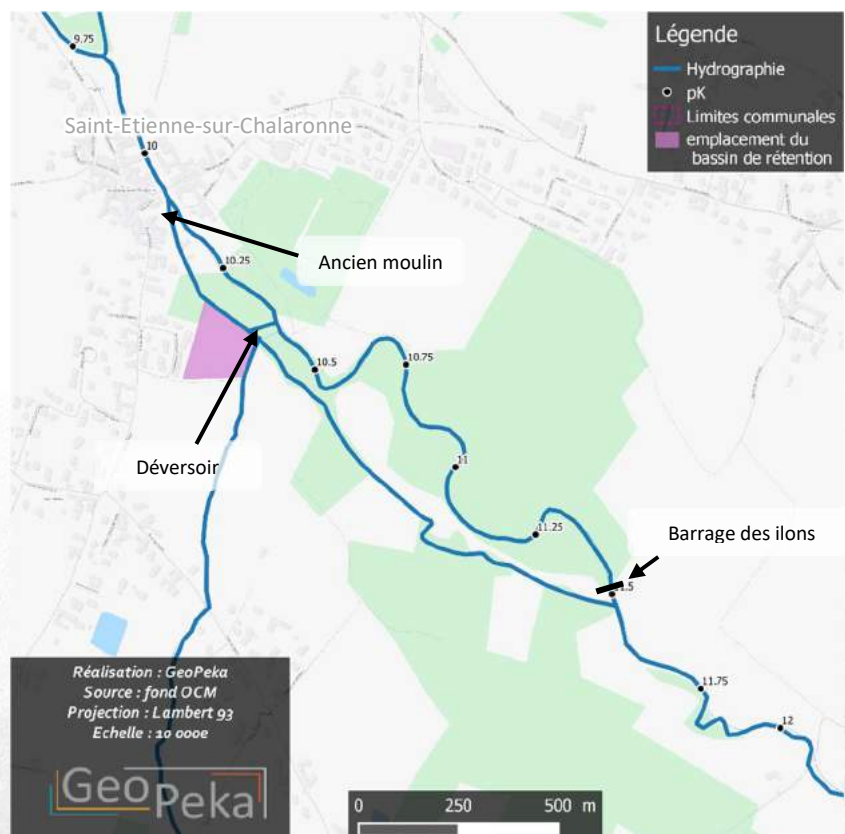 9.75
Légende
Hydrographie
pK
Limites communales
emplacement du
bassin de rétention
Saint-Etienne-sur-Chalaronne
10
Ancien moulin
10.25
10.5
10.75
Déversoir
11
11.25
Barrage des ilons
11.5
11.75
12
Réalisation : GeoPeka
Source : fond OCM
Projection : Lambert 93
Echelle : 10 000e
GeoPeka
0 250 500 m